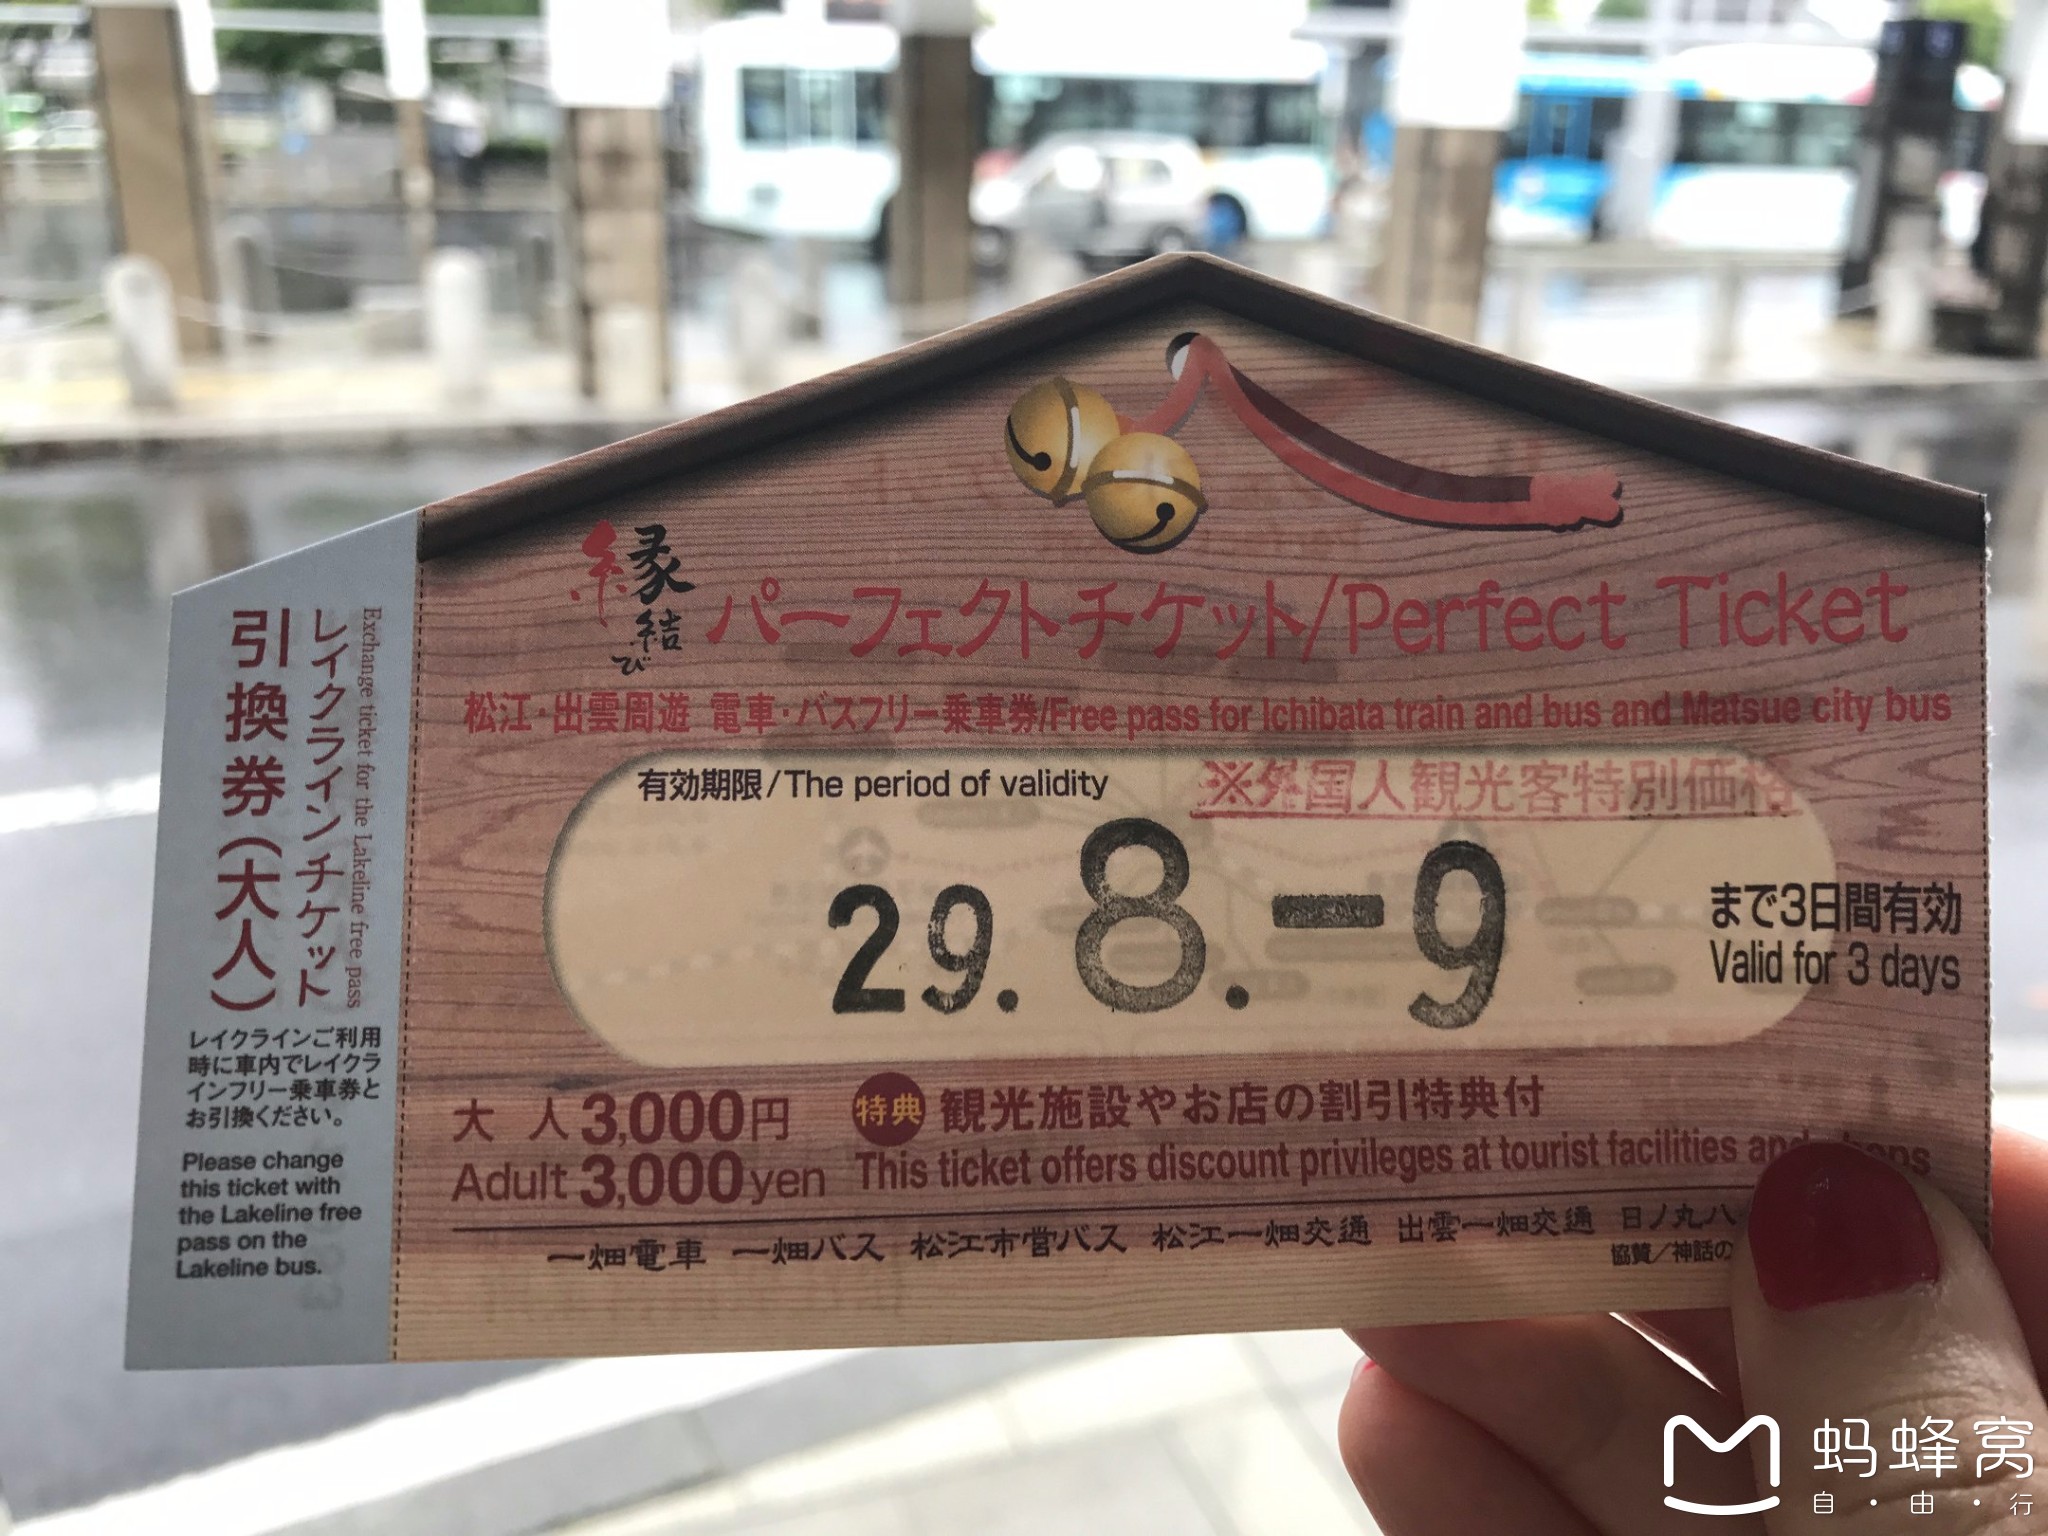 縁結び
パーフェクトチケット/Perfect Ticket
松江・出雲周遊 電車・バスフリー乗車券/Free pass for Ichibata train and bus and Matsue city bus
有効期限/The period of validity
※外国人観光客特別価格
29. 8. -9
まで3日間有効
Valid for 3 days
大人 3,000円
Adult 3,000yen
特典 観光施設やお店の割引特典付
This ticket offers discount privileges at tourist facilities and
一畑電車 一畑バス 松江市営バス 松江一畑交通 出雲一畑交通 日ノ丸ハ
協賛/神話の
Exchange ticket for the Lakeline free pass
レイクラインチケット
引換券(大人)
レイクラインご利用
時に車内でレイクラ
インフリー乗車券と
お引換ください。
Please change
this ticket with
the Lakeline free
pass on the
Lakeline bus.
蚂蜂窝
自・由・行